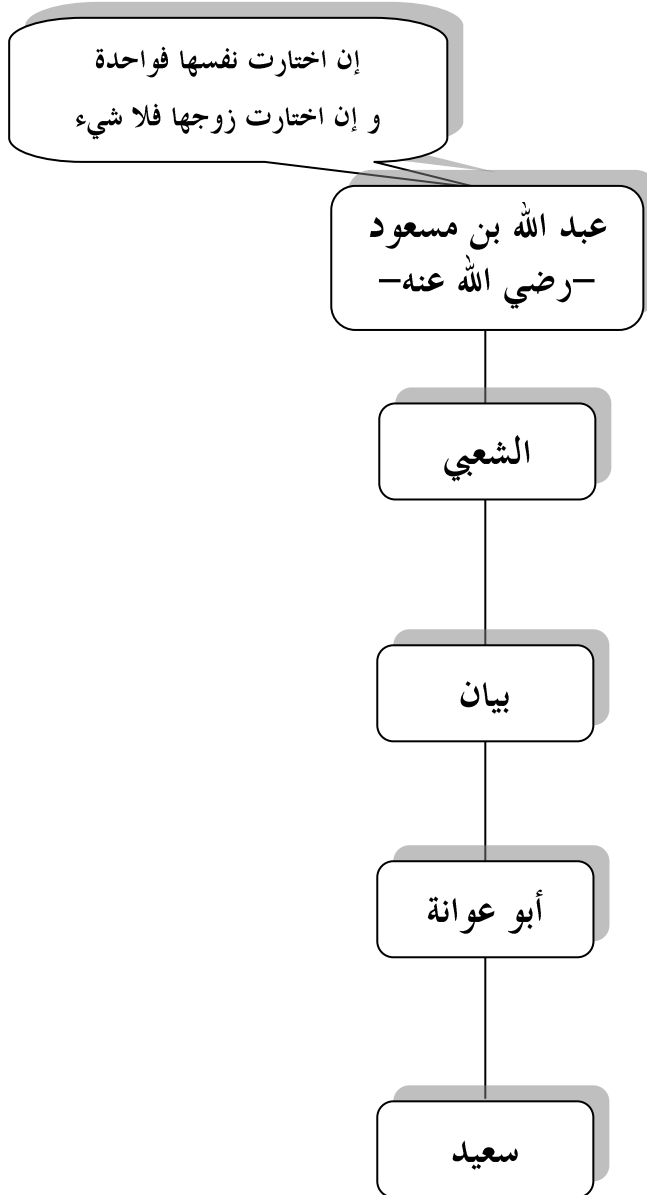 إن اختارت نفسها فواحدة
و إن اختارت زوجها فلا شيء
عبد الله بن مسعود
–رضي الله عنه–
الشعبي
بيان
أبو عوانة
سعيد